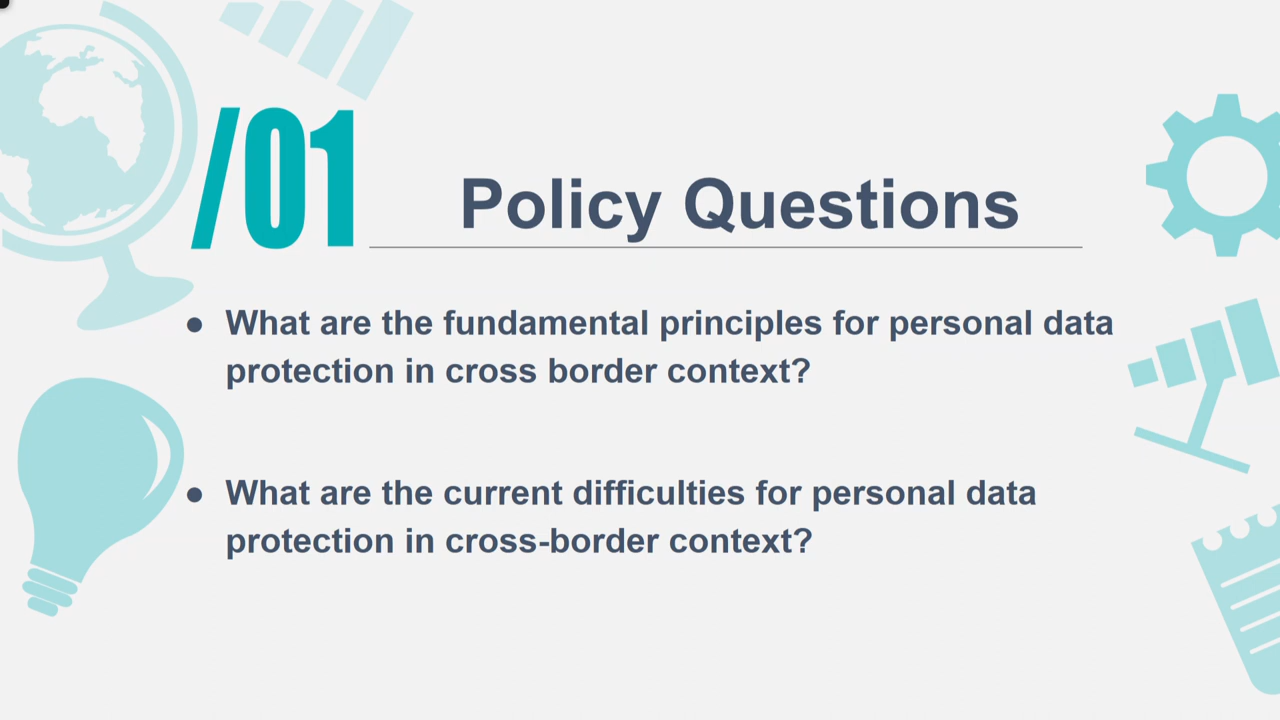 /01
Policy Questions
● What are the fundamental principles for personal data
protection in cross border context?
● What are the current difficulties for personal data
protection in cross-border context?